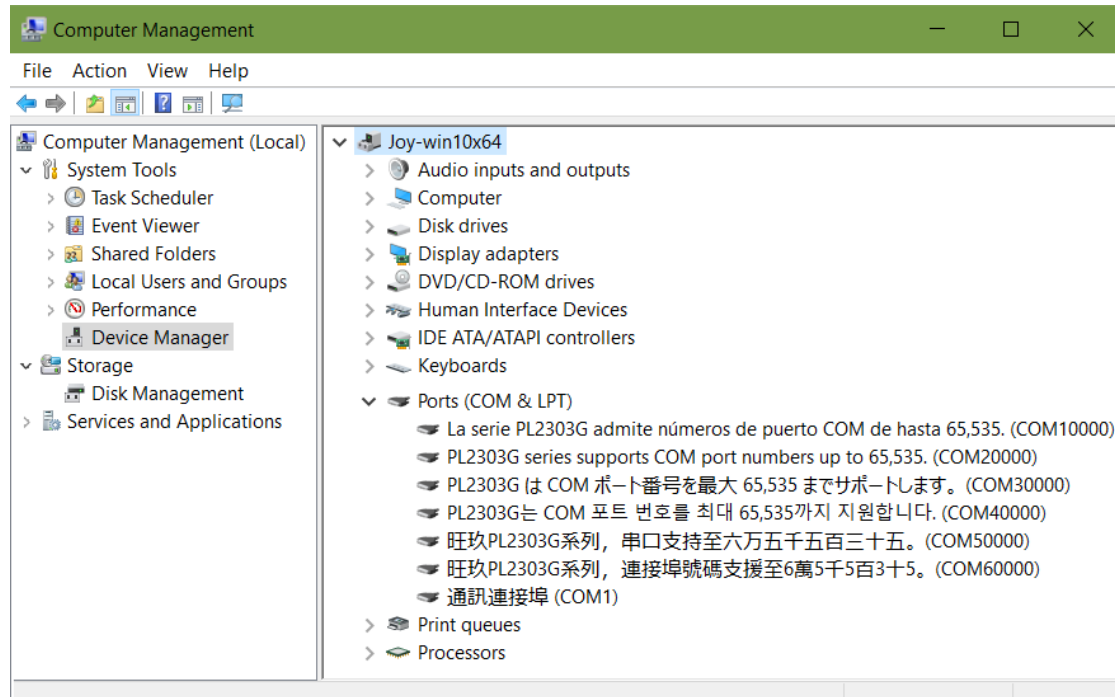 Computer Management
File Action View Help
Computer Management (Local)
System Tools
Task Scheduler
Event Viewer
Shared Folders
Local Users and Groups
Performance
Device Manager
Storage
Disk Management
Services and Applications
Joy-win10x64
Audio inputs and outputs
Computer
Disk drives
Display adapters
DVD/CD-ROM drives
Human Interface Devices
IDE ATA/ATAPI controllers
Keyboards
Ports (COM & LPT)
La serie PL2303G admite números de puerto COM de hasta 65,535. (COM10000)
PL2303G series supports COM port numbers up to 65,535. (COM20000)
PL2303G は COM ポート番号を最大 65,535 までサポートします。(COM30000)
PL2303G는 COM 포트 번호를 최대 65,535까지 지원합니다. (COM40000)
旺玖PL2303G系列，串口支持至六万五千五百三十五。(COM50000)
旺玖PL2303G系列，連接埠號碼支援至6萬5千5百3十5。(COM60000)
通訊連接埠 (COM1)
Print queues
Processors